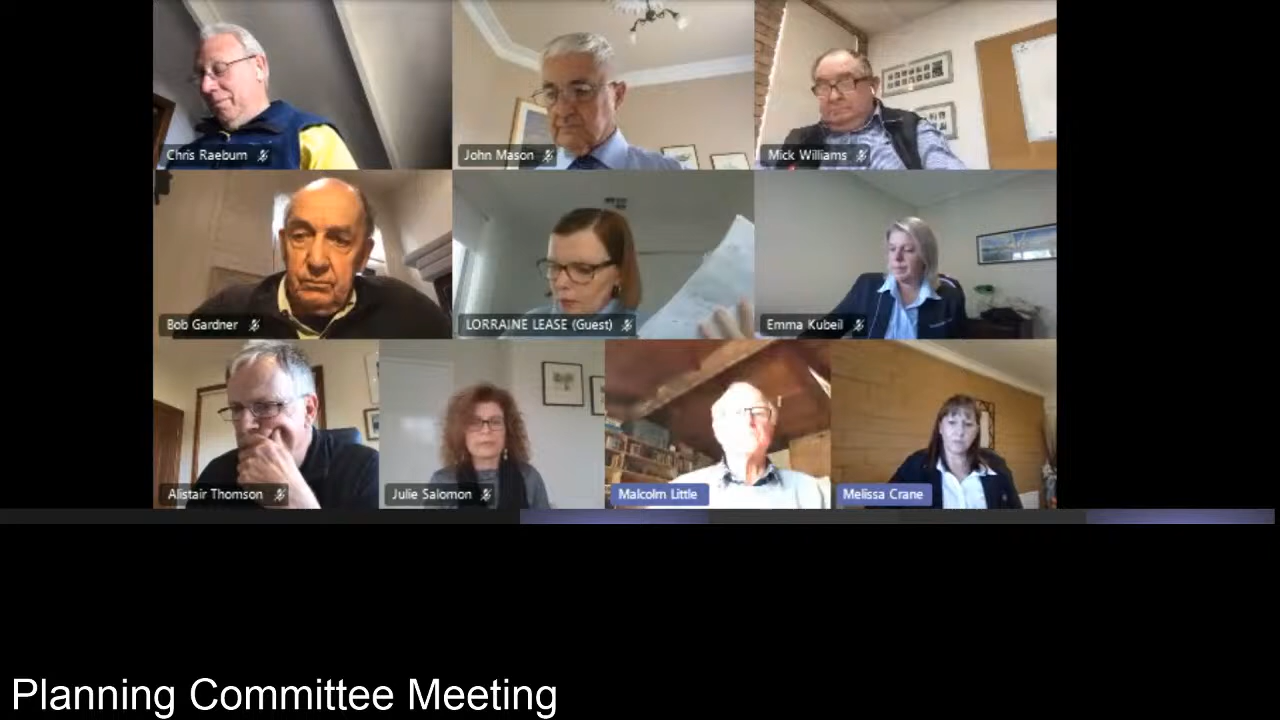 Chris Raeburn
John Mason
Mick Williams
Bob Gardner
LORRAINE LEASE (Guest)
Emma Kubeil
Alistair Thomson
Julie Salomon
Malcolm Little
Melissa Crane
Planning Committee Meeting